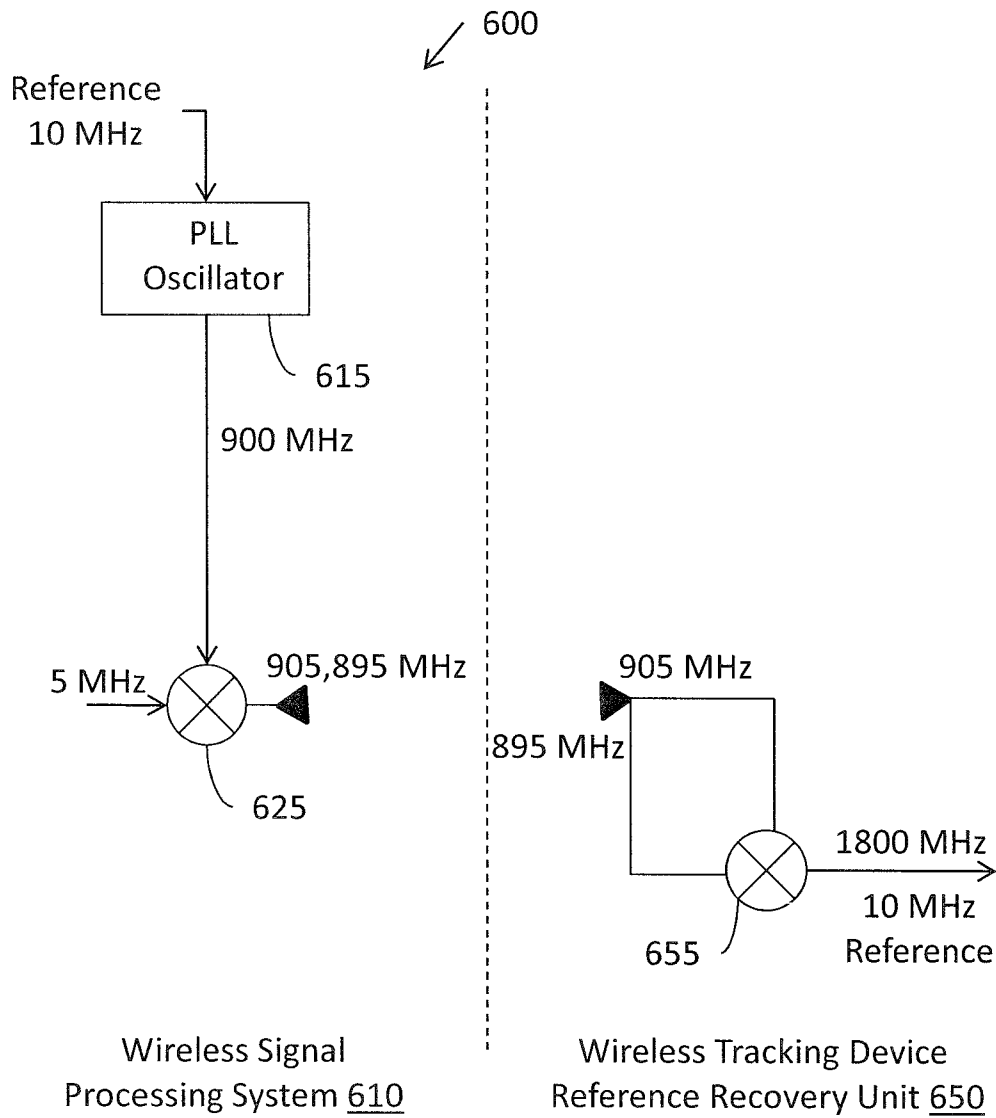 600
Reference
10 MHz
PLL
Oscillator
615
900 MHz
5 MHz
905,895 MHz
625
905 MHz
895 MHz
1800 MHz
10 MHz
Reference
655
Wireless Signal
Processing System 610
Wireless Tracking Device
Reference Recovery Unit 650